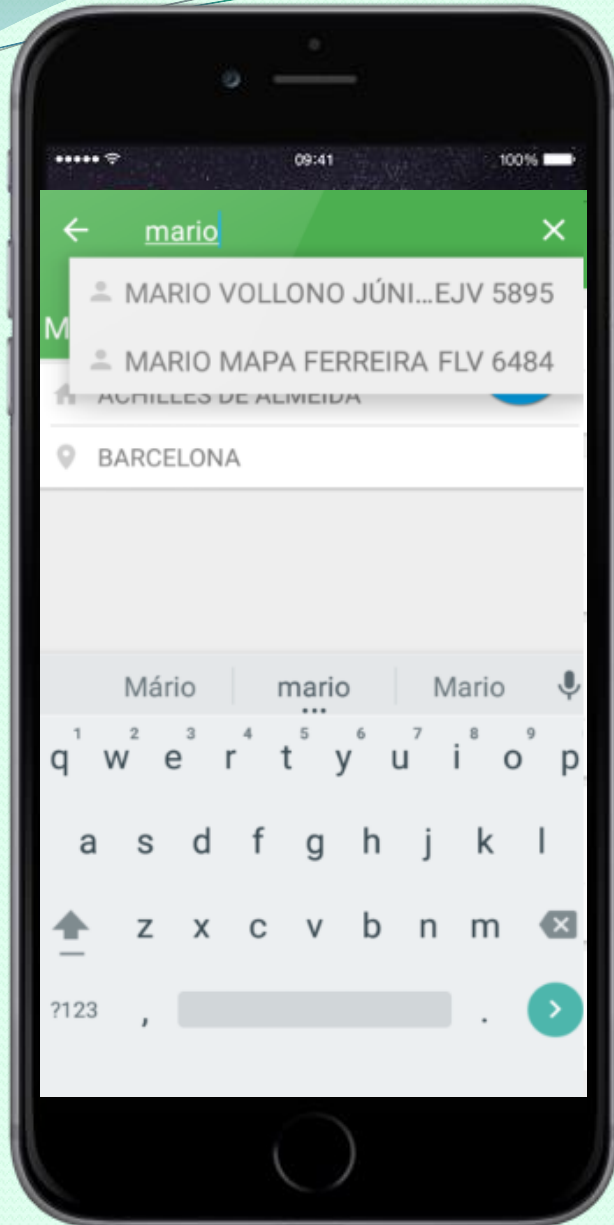 09:41 100%
mario
MARIO VOLLONO JÚNI...EJV 5895
M
MARIO MAPA FERREIRA FLV 6484
ACHILLES DE ALMEIDA
BARCELONA
Mário mario Mario
1 2 3 4 5 6 7 8 9
q w e r t y u i o p
a s d f g h j k l
z x c v b n m
?123 , .